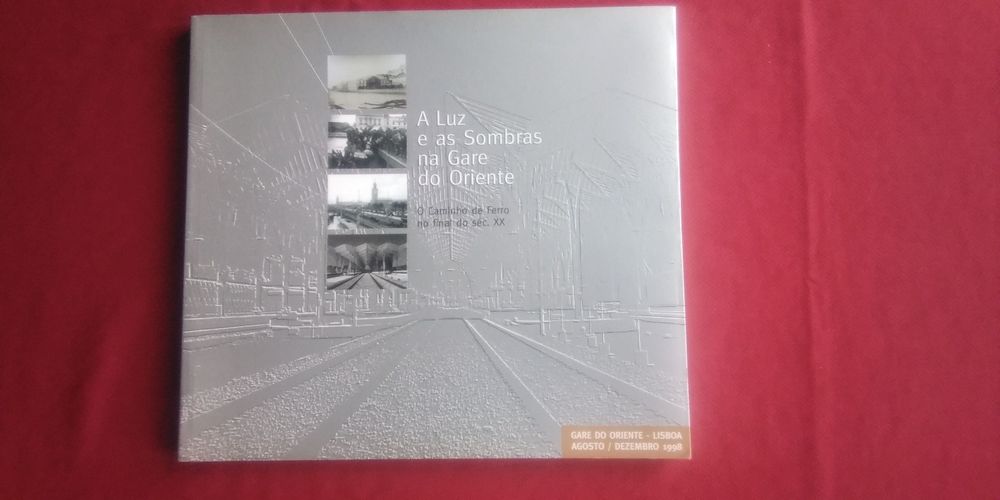 A Luz
e as Sombras
na Gare
do Oriente
O Caminho de Ferro
no final do séc. XX
GARE DO ORIENTE - LISBOA
AGOSTO / DEZEMBRO 1998